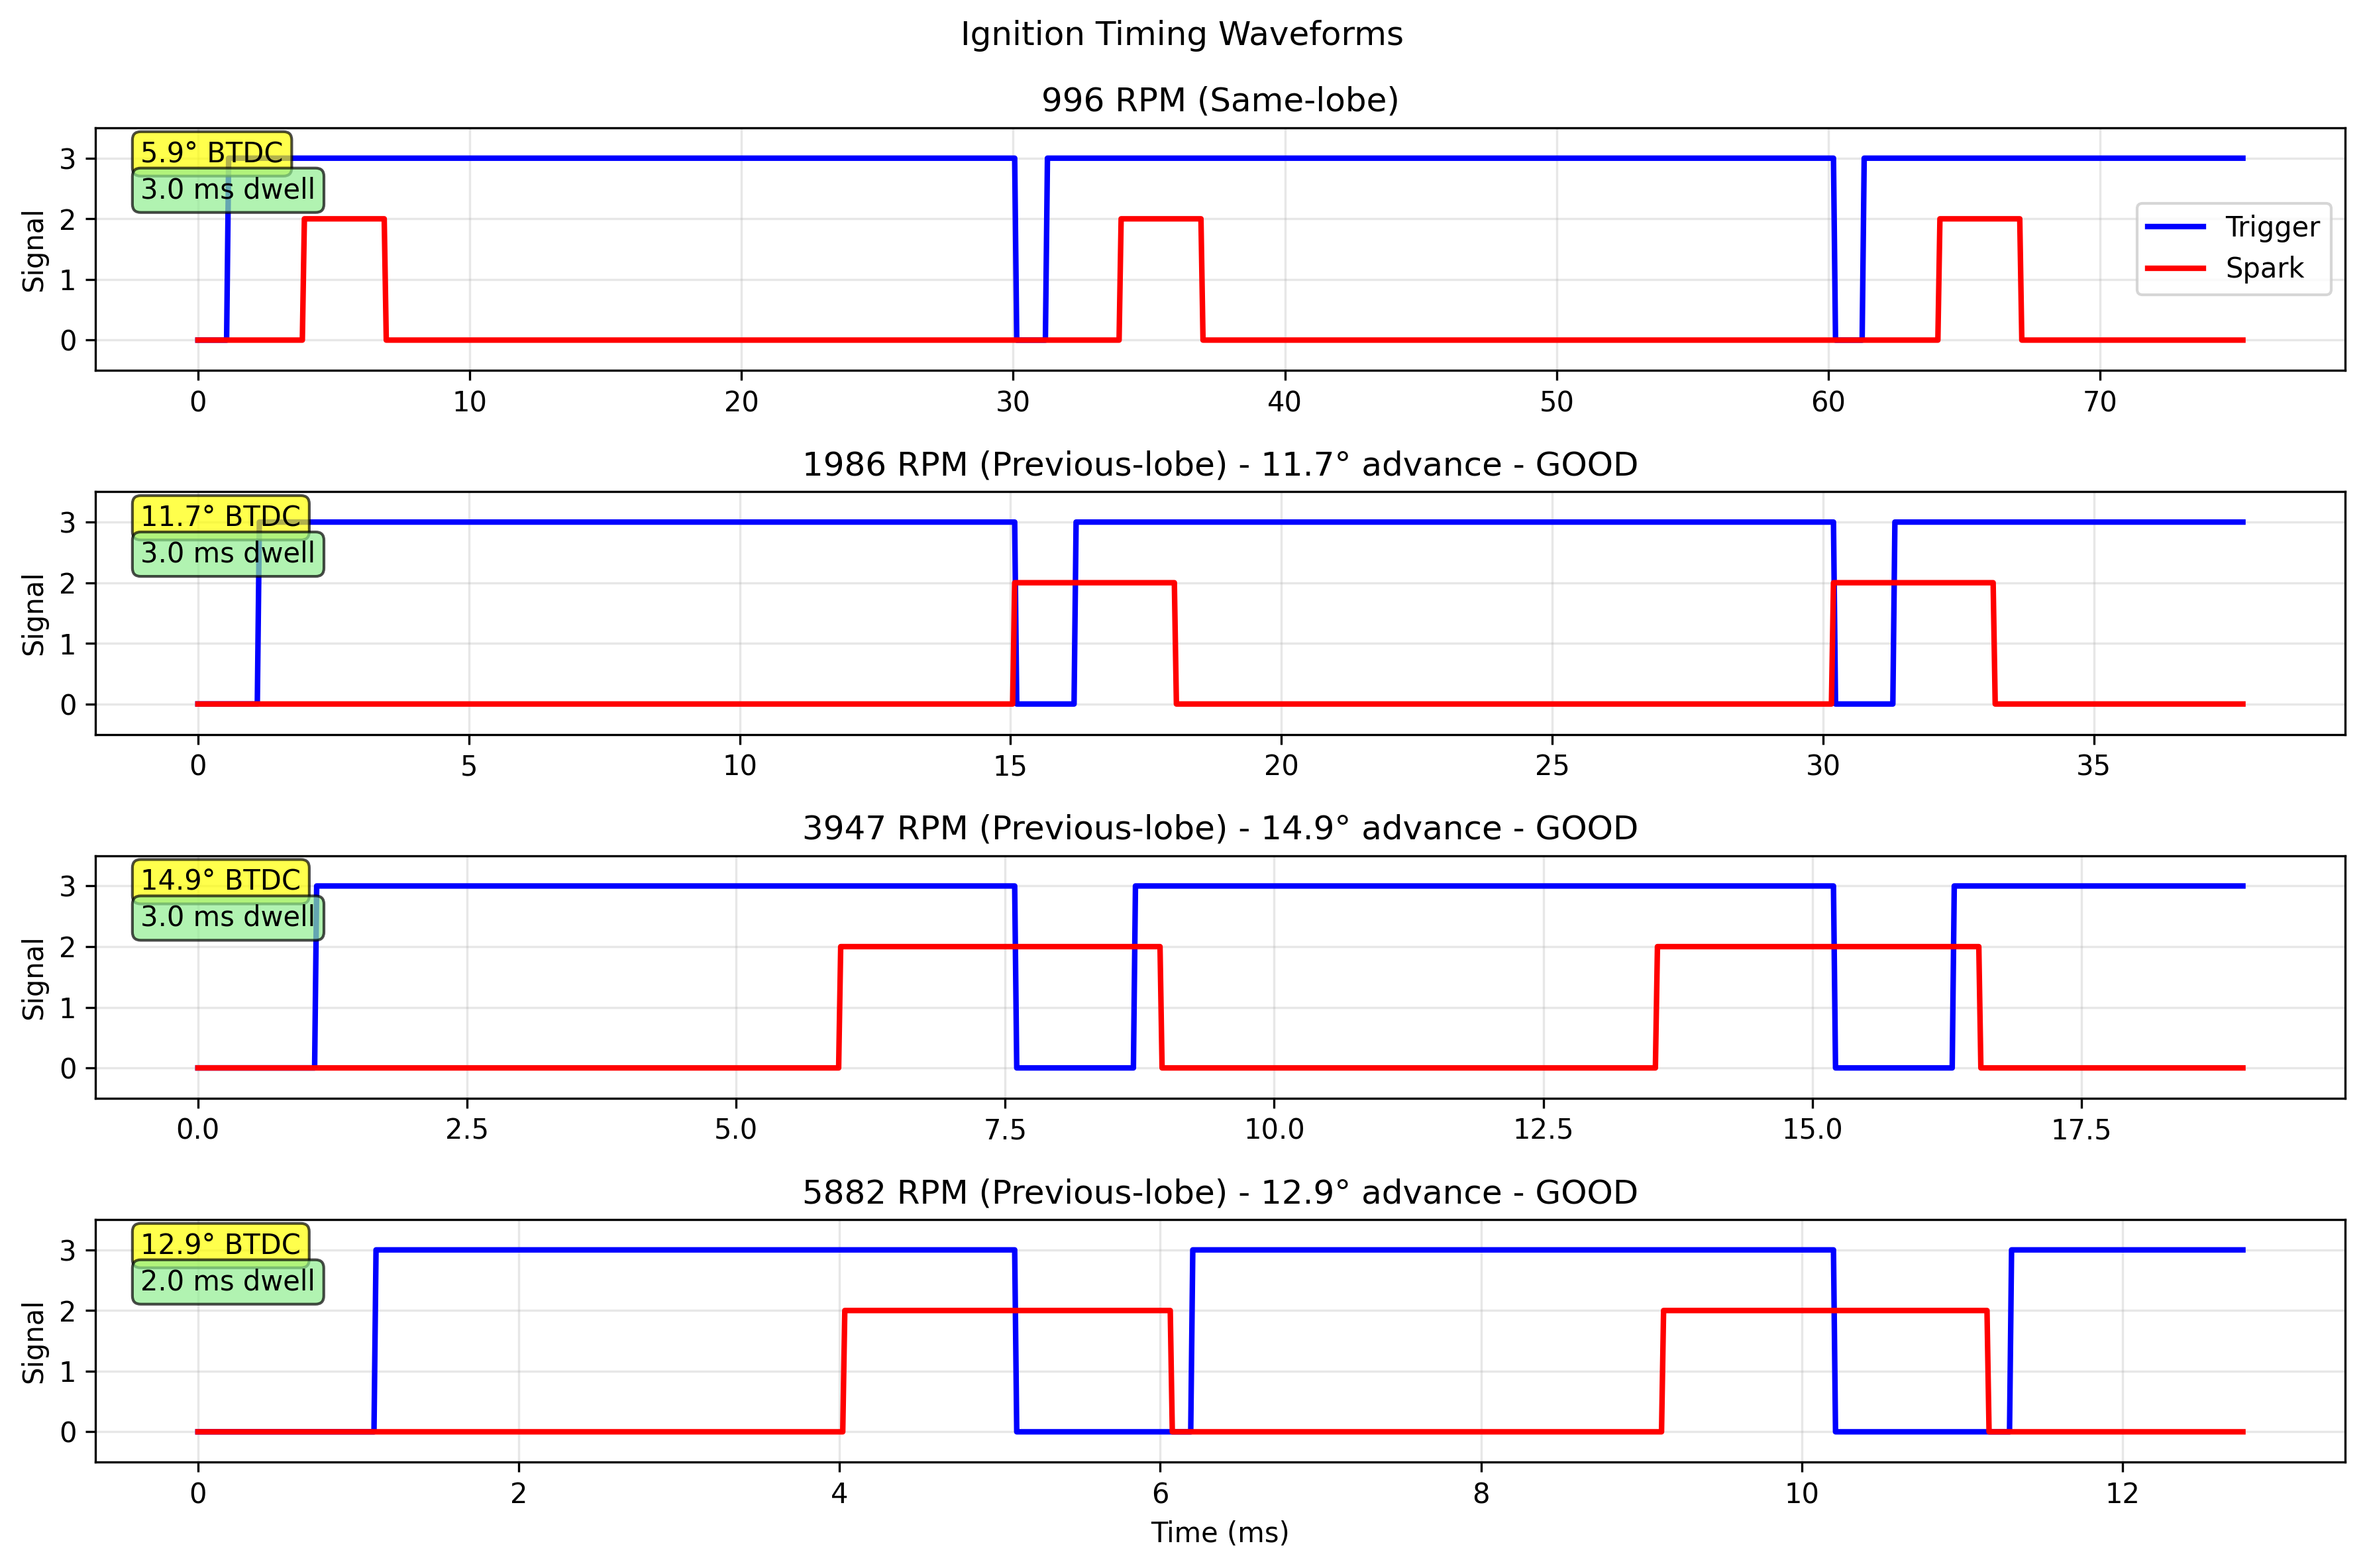 Ignition Timing Waveforms
996 RPM (Same-lobe)
5.9° BTDC
3.0 ms dwell
Signal
3
2
1
0
Trigger
Spark
0 10 20 30 40 50 60 70
1986 RPM (Previous-lobe) - 11.7° advance - GOOD
11.7° BTDC
3.0 ms dwell
Signal
3
2
1
0
0 5 10 15 20 25 30 35
3947 RPM (Previous-lobe) - 14.9° advance - GOOD
14.9° BTDC
3.0 ms dwell
Signal
3
2
1
0
0.0 2.5 5.0 7.5 10.0 12.5 15.0 17.5
5882 RPM (Previous-lobe) - 12.9° advance - GOOD
12.9° BTDC
2.0 ms dwell
Signal
3
2
1
0
0 2 4 6 8 10 12
Time (ms)